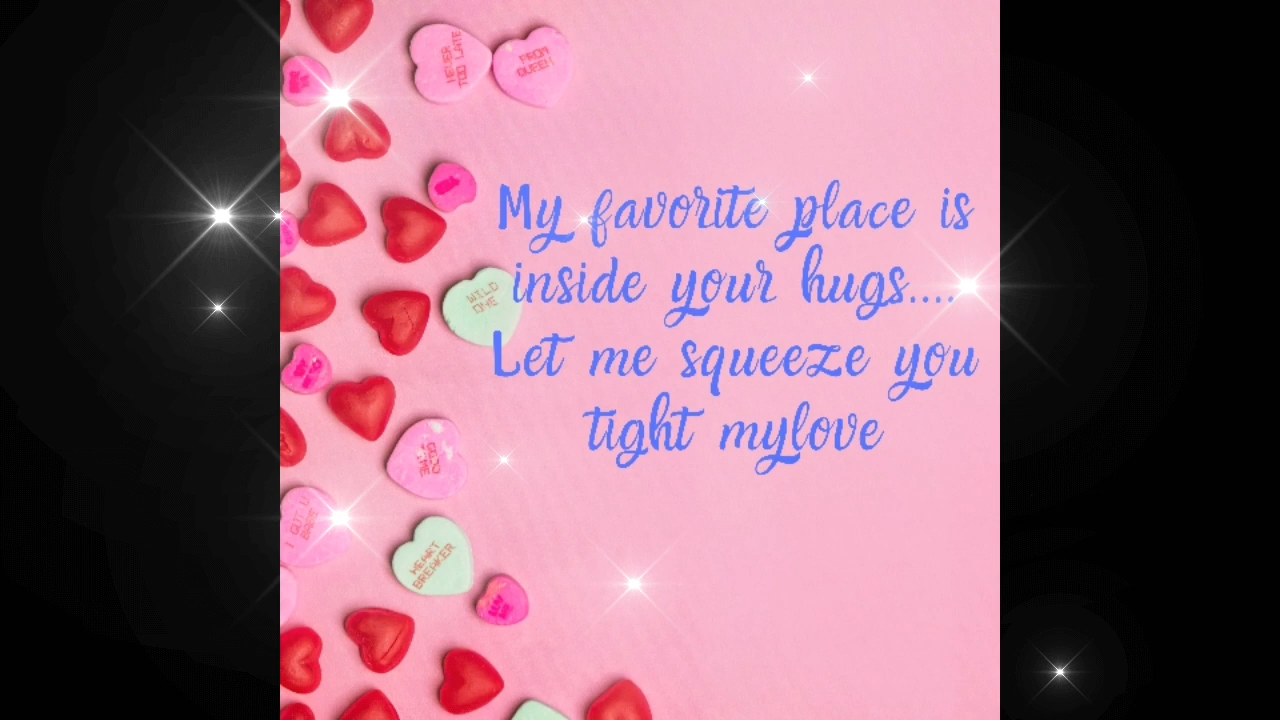 NEVER
TOO LATE
FROM
QUEEN
My favorite place is
inside your hugs....
WILD
ONE
Let me squeeze you
tight mylove
HEART
BREAKER